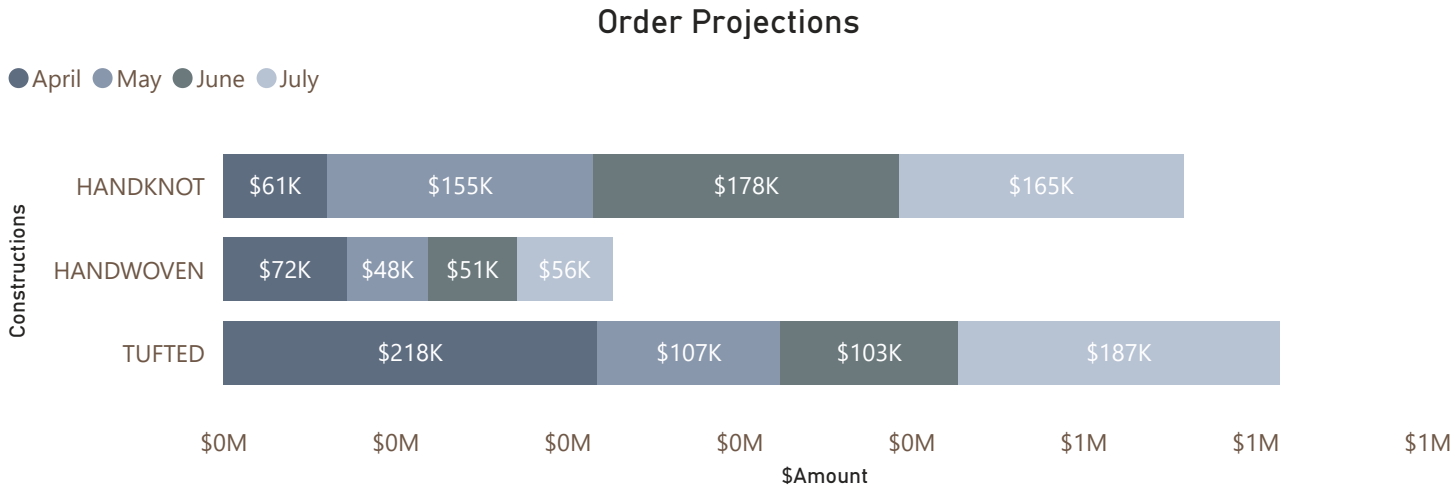 Order Projections
April May June July
HANDKNOT $61K $155K $178K $165K
HANDWOVEN $72K $48K $51K $56K
TUFTED $218K $107K $103K $187K
Constructions
$0M $0M $0M $0M $0M $1M $1M $1M
$Amount